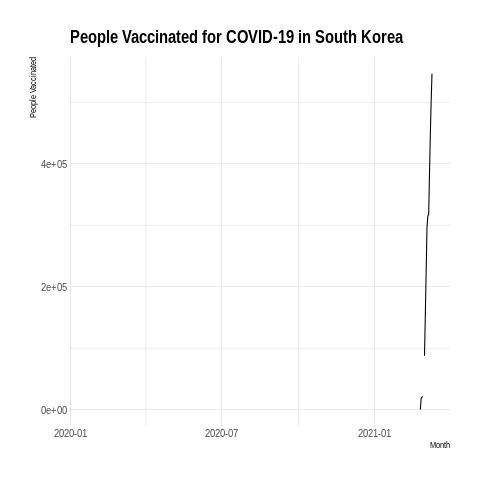 People Vaccinated for COVID-19 in South Korea
People Vaccinated
4e+05
2e+05
0e+00
2020-01 2020-07 2021-01
Month